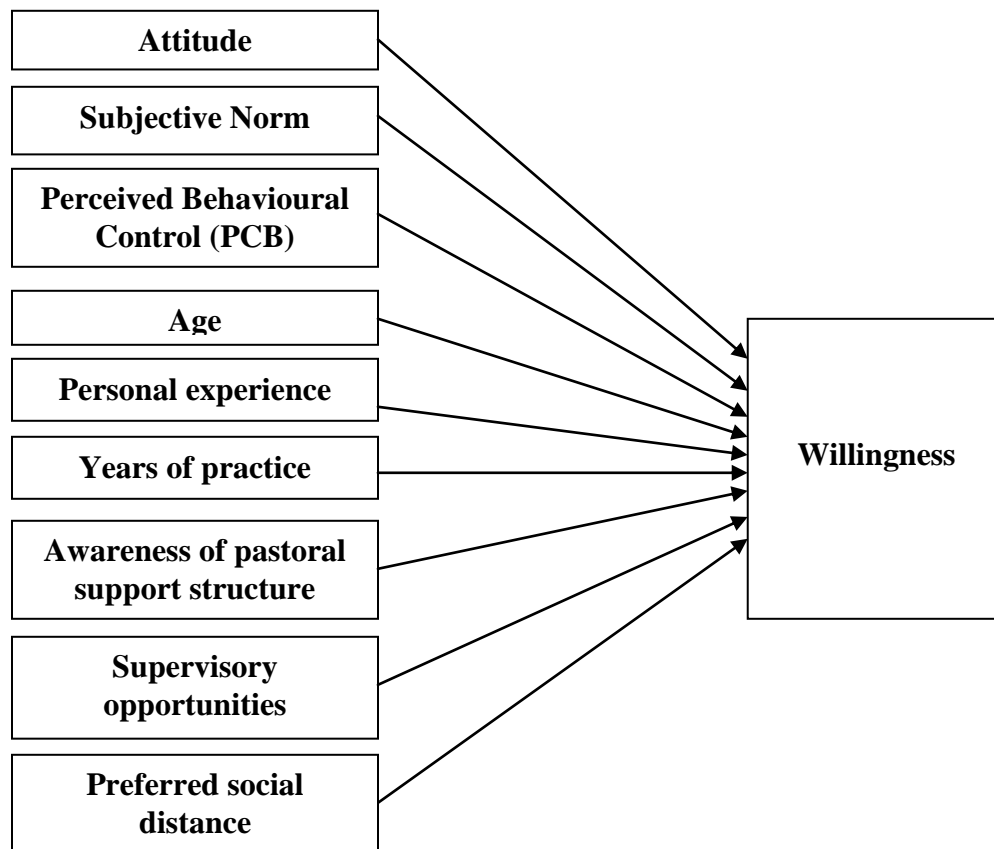 Attitude
Subjective Norm
Perceived Behavioural
Control (PCB)
Age
Personal experience
Years of practice
Awareness of pastoral
support structure
Supervisory
opportunities
Preferred social
distance
Willingness